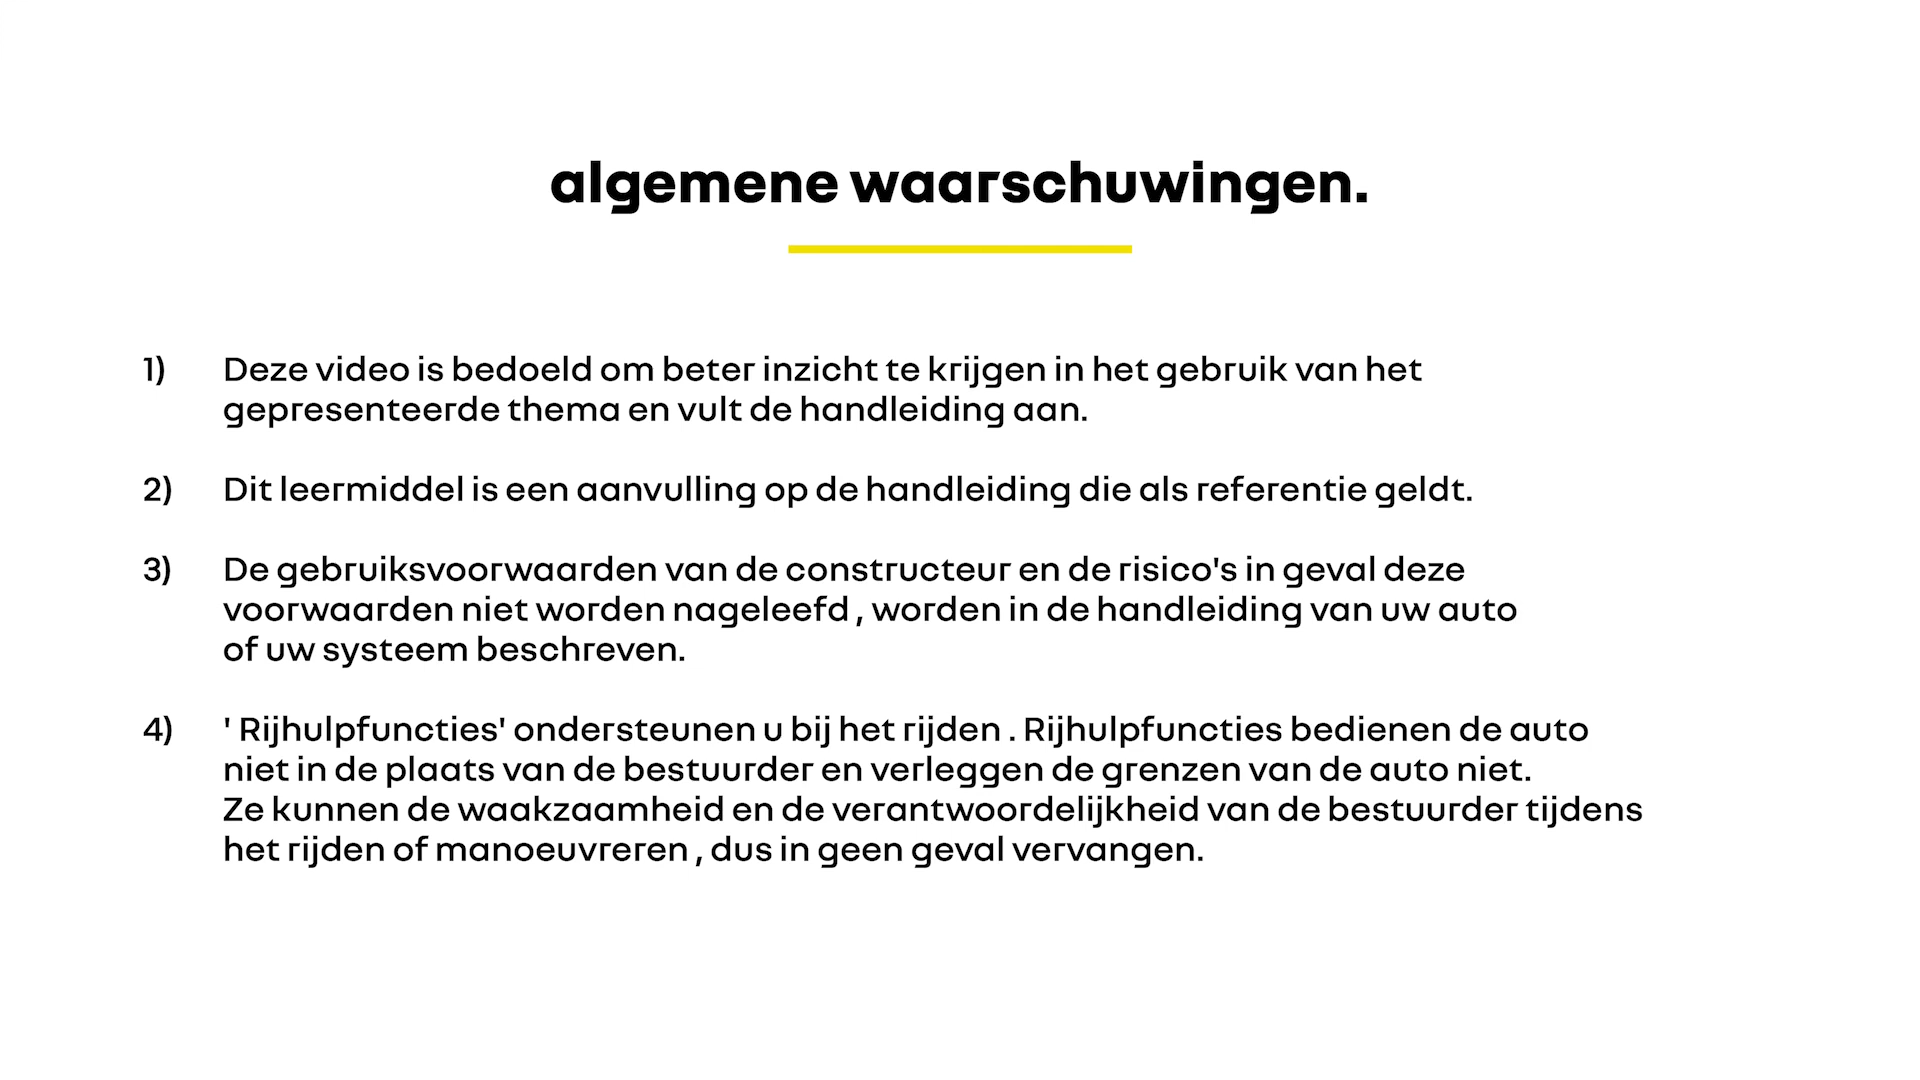 algemene waarschuwingen.
1) Deze video is bedoeld om beter inzicht te krijgen in het gebruik van het
gepresenteerde thema en vult de handleiding aan.
2) Dit leermiddel is een aanvulling op de handleiding die als referentie geldt.
3) De gebruiksvoorwaarden van de constructeur en de risico's in geval deze
voorwaarden niet worden nageleefd , worden in de handleiding van uw auto
of uw systeem beschreven.
4) ' Rijhulpfuncties' ondersteunen u bij het rijden . Rijhulpfuncties bedienen de auto
niet in de plaats van de bestuurder en verleggen de grenzen van de auto niet.
Ze kunnen de waakzaamheid en de verantwoordelijkheid van de bestuurder tijdens
het rijden of manoeuvreren , dus in geen geval vervangen.